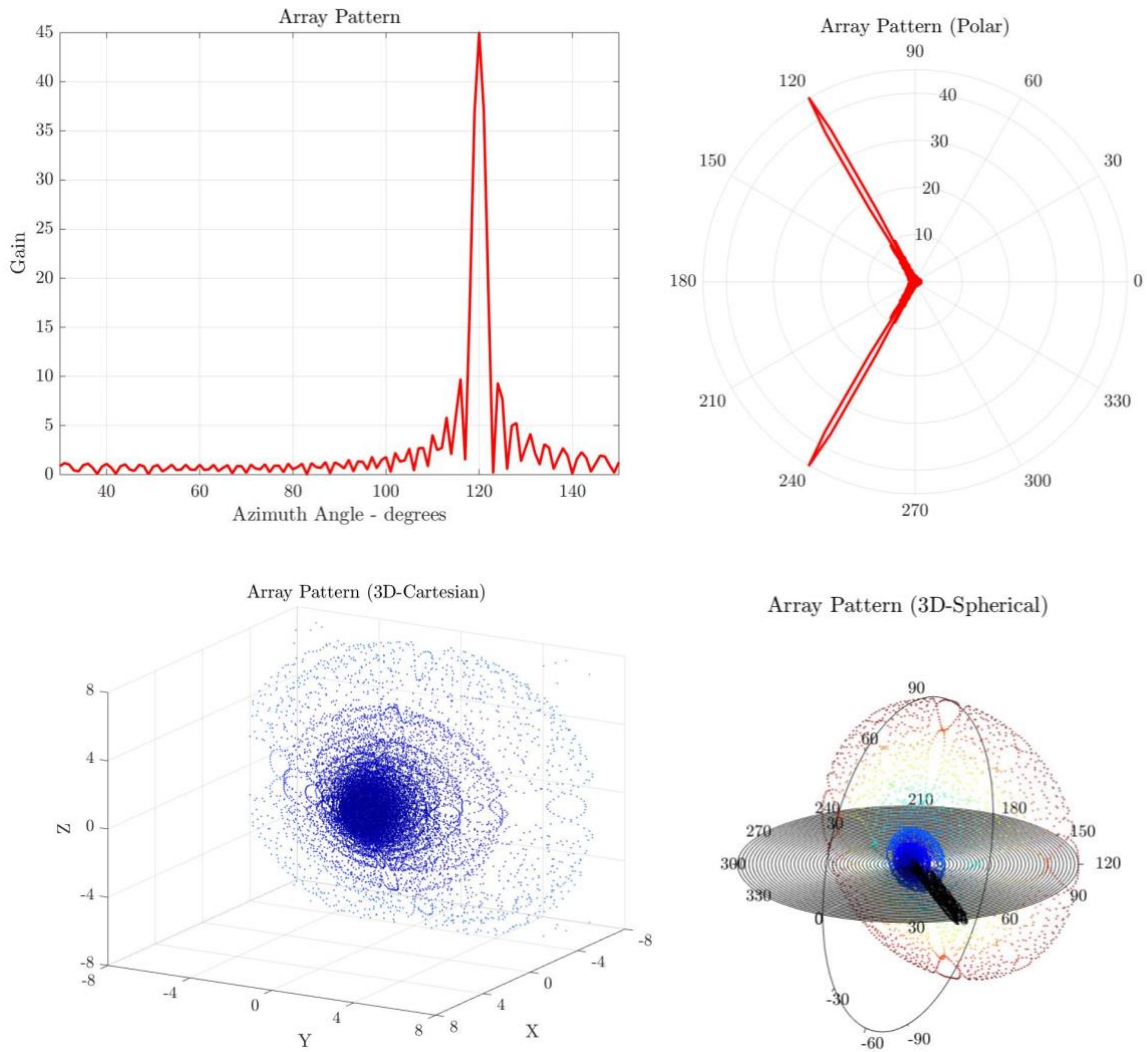 Array Pattern
45
40
35
30
25
20
15
10
5
0
Gain
40 60 80 100 120 140
Azimuth Angle - degrees
Array Pattern (Polar)
90
120 60
40
150 30 30
20
10
180 0
210 330
240 300
270
Array Pattern (3D-Cartesian)
8
4
0
-4
-8
Z
-8 -4 0 4 8
Y
8 4 0 -4 -8
X
Array Pattern (3D-Spherical)
90
60
240 210 180
30
270 150
300 120
330 90
0 30 60
-30
-60 -90